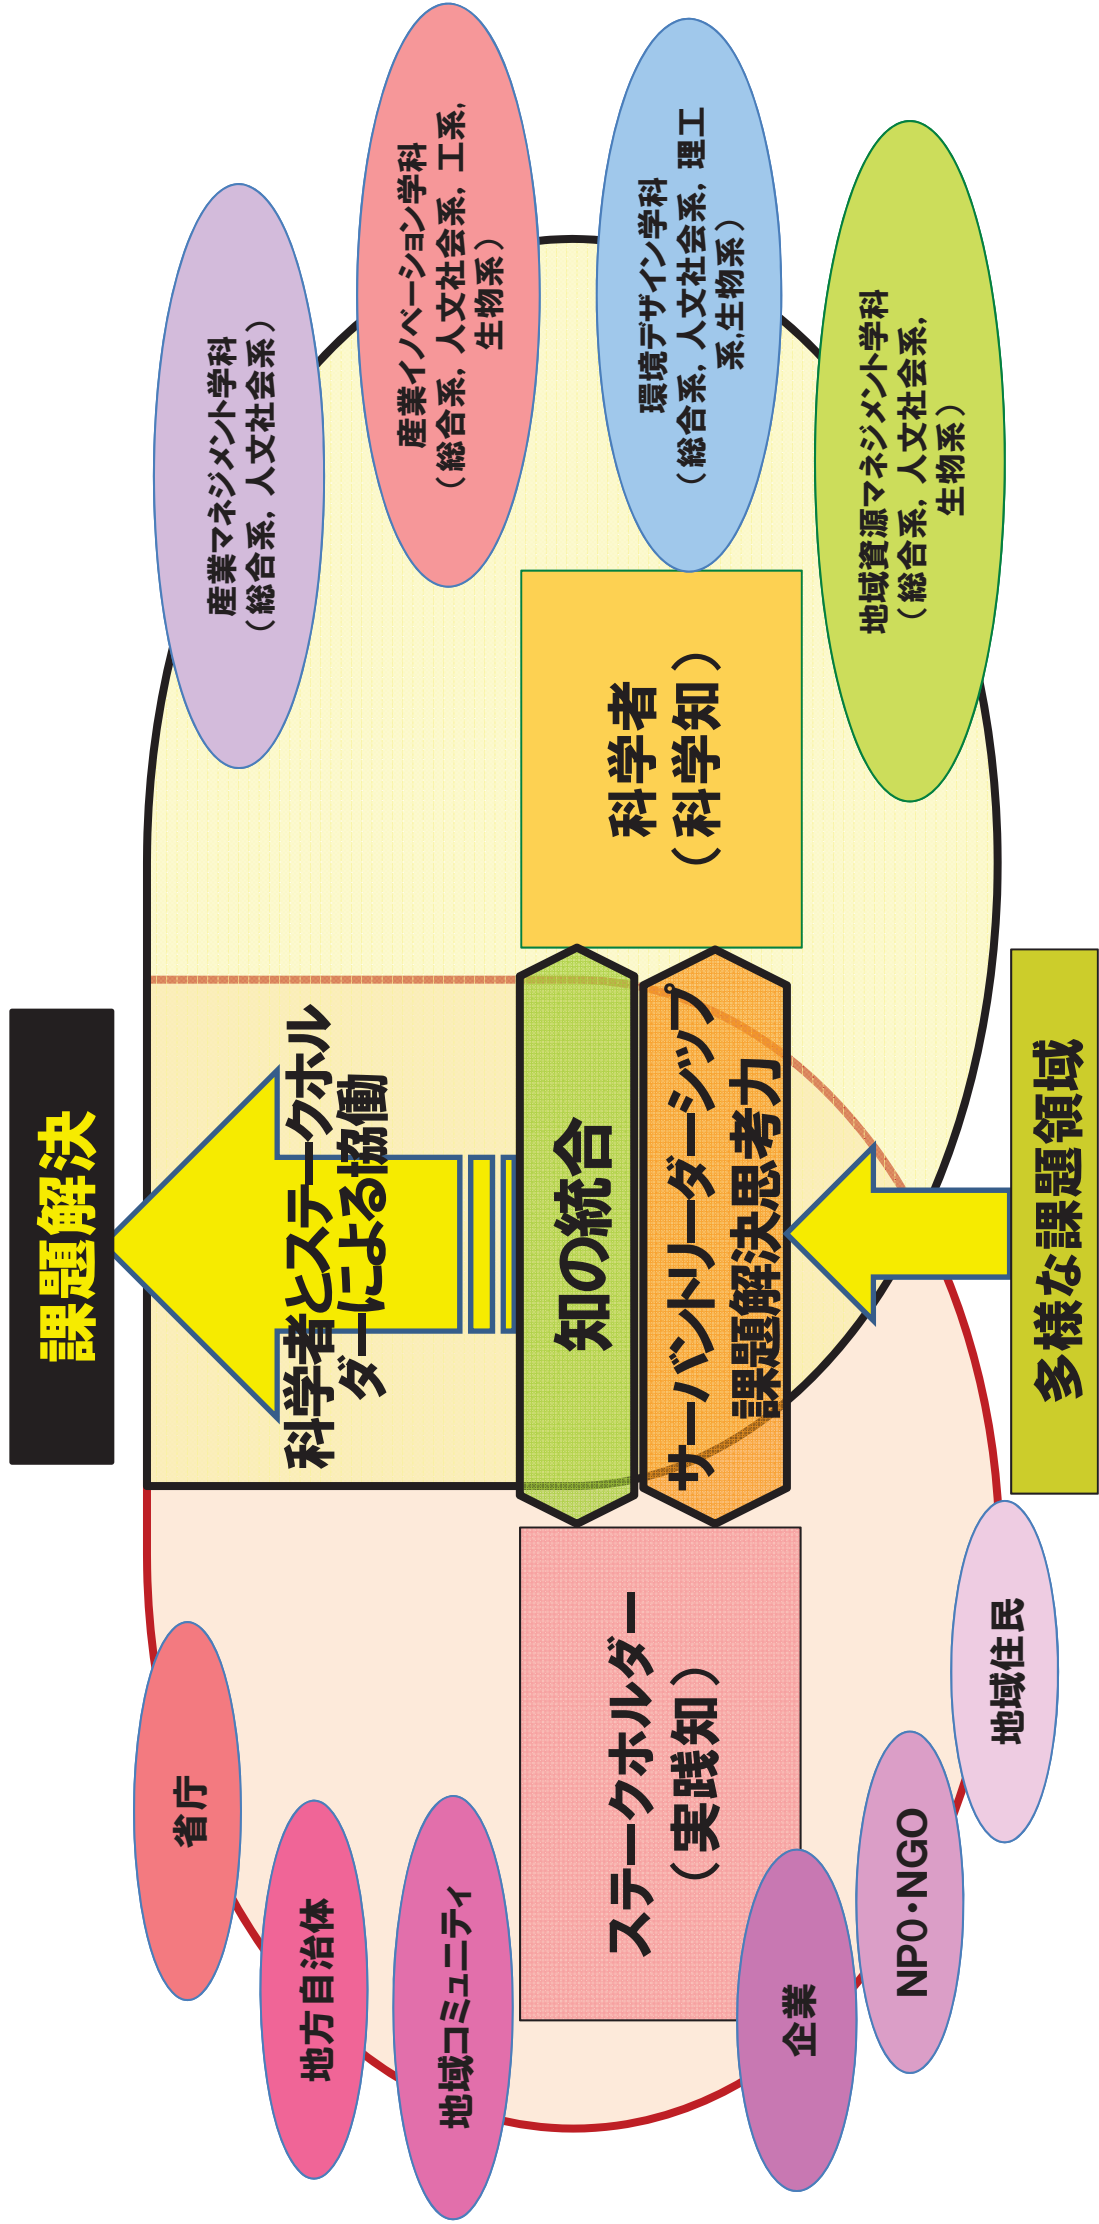 課題解決
科学者とステークホル
ダーによる協働
知の統合
サーバントリーダーシップ
課題解決思考力
多様な課題領域
ステークホルダー
（実践知）
科学者
（科学知）
省庁
地方自治体
地域コミュニティ
企業
NPO・NGO
地域住民
産業マネジメント学科
（総合系，人文社会系）
産業イノベーション学科
（総合系，人文社会系，工系，
生物系）
環境デザイン学科
（総合系，人文社会系，理工
系,生物系）
地域資源マネジメント学科
（総合系，人文社会系，
生物系）